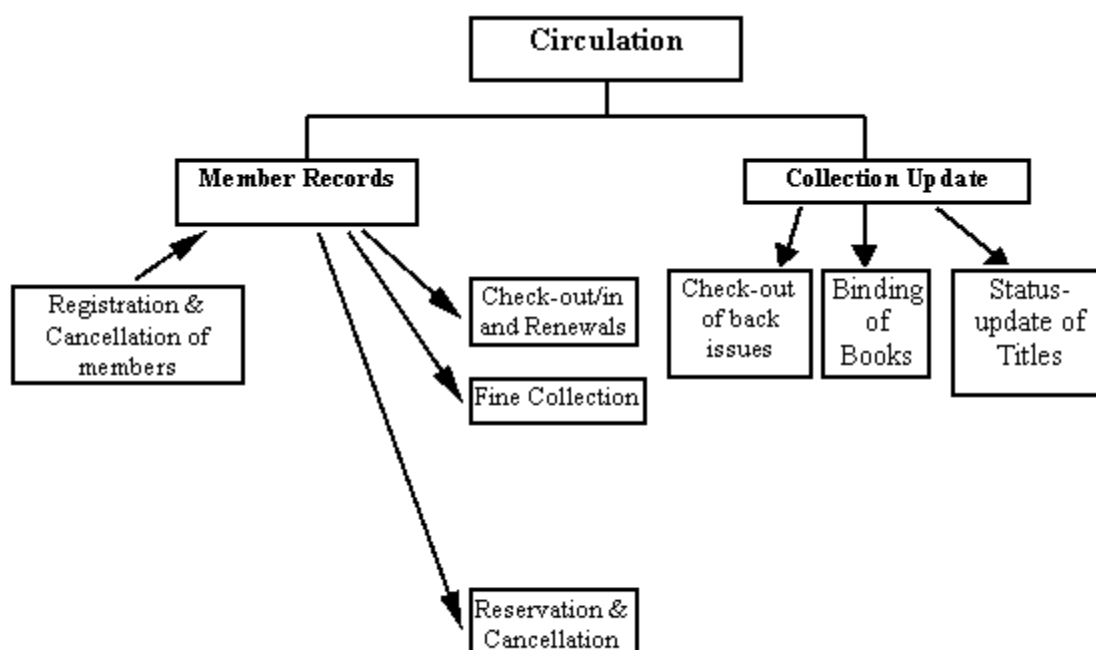 Circulation
Member Records
Collection Update
Registration &
Cancellation of
members
Check-out/in
and Renewals
Fine Collection
Reservation &
Cancellation
Check-out
of back
issues
Binding
of
Books
Status-
update of
Titles